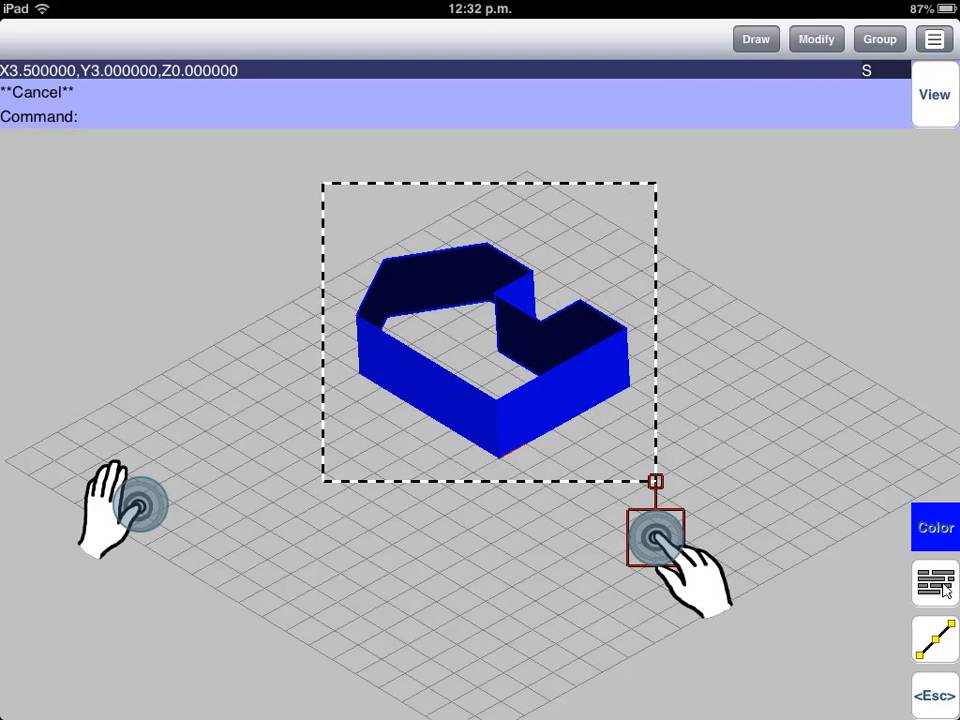 iPad 12:32 p.m. 87%
Draw Modify Group
X3.500000,Y3.000000,Z0.000000 S
**Cancel**
View
Command:
Color
<Esc>